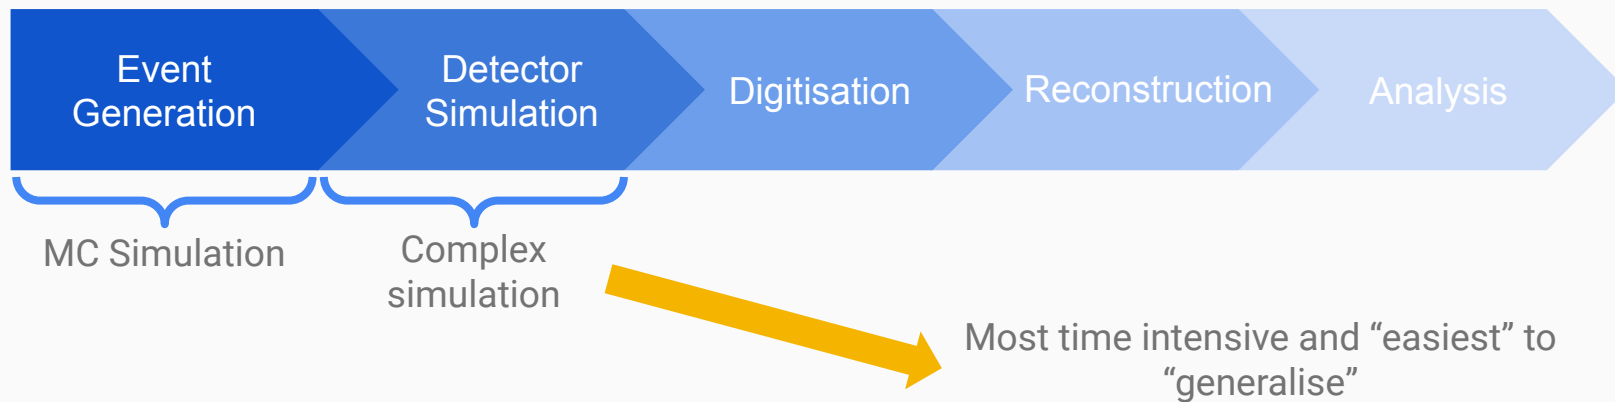 Event
Generation
Detector
Simulation
Digitisation
Reconstruction
Analysis
MC Simulation
Complex
simulation
Most time intensive and “easiest” to
“generalise”